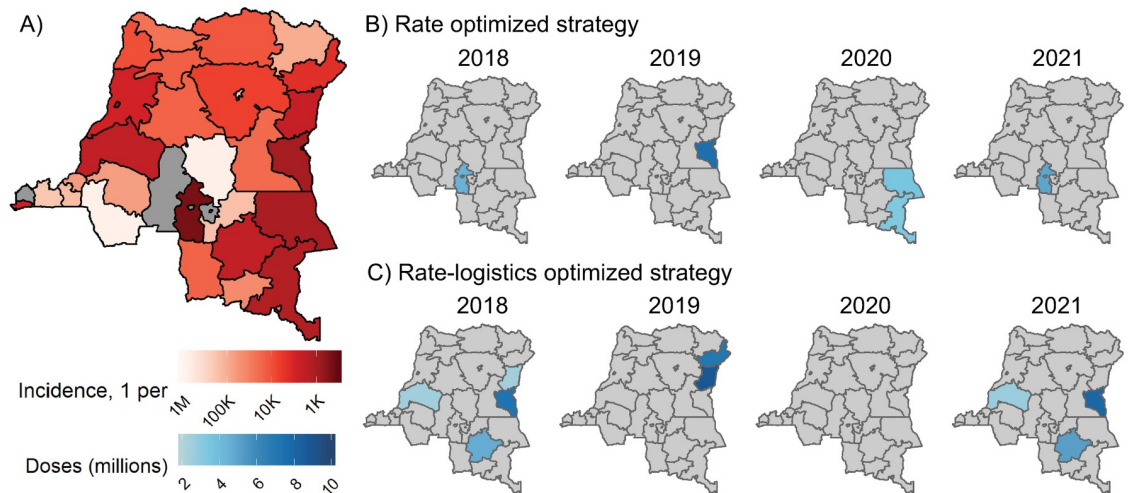 A)
Incidence, 1 per
1M 100K 10K 1K
Doses (millions)
2 4 6 8 10
B) Rate optimized strategy
2018 2019 2020 2021
C) Rate-logistics optimized strategy
2018 2019 2020 2021